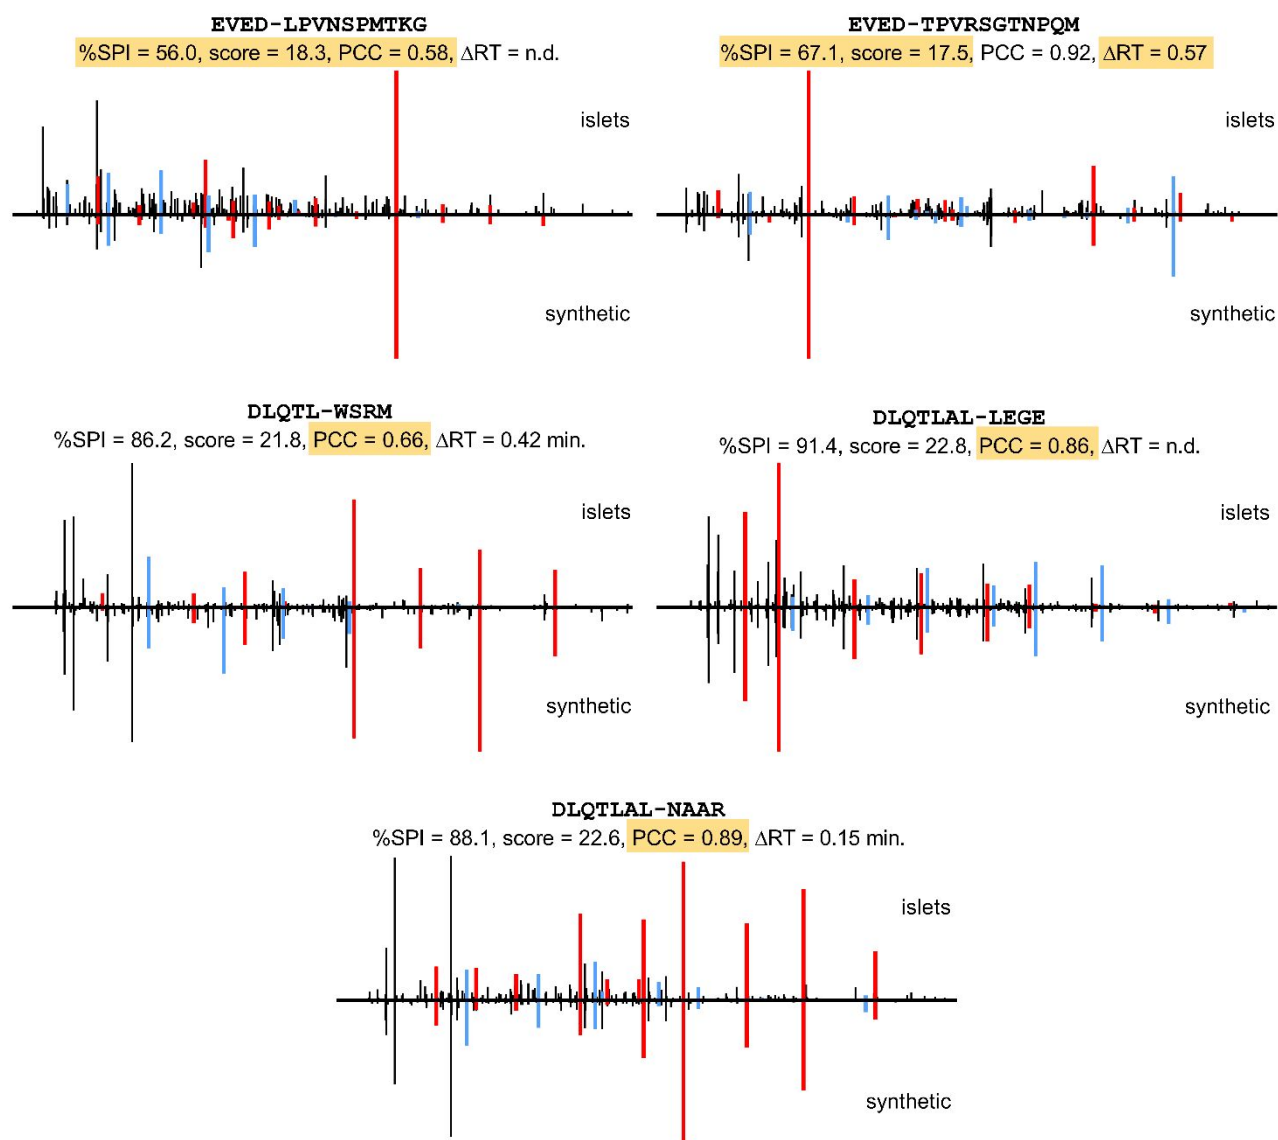 EVED-LPVNSPMTKG
%SPI = 56.0, score = 18.3, PCC = 0.58, ΔRT = n.d.
islets
synthetic
EVED-TPVRSGTNPQM
%SPI = 67.1, score = 17.5, PCC = 0.92, ΔRT = 0.57
islets
synthetic
DLQTL-WSRM
%SPI = 86.2, score = 21.8, PCC = 0.66, ΔRT = 0.42 min.
islets
synthetic
DLQTLAL-LEGE
%SPI = 91.4, score = 22.8, PCC = 0.86, ΔRT = n.d.
islets
synthetic
DLQTLAL-NAAR
%SPI = 88.1, score = 22.6, PCC = 0.89, ΔRT = 0.15 min.
islets
synthetic